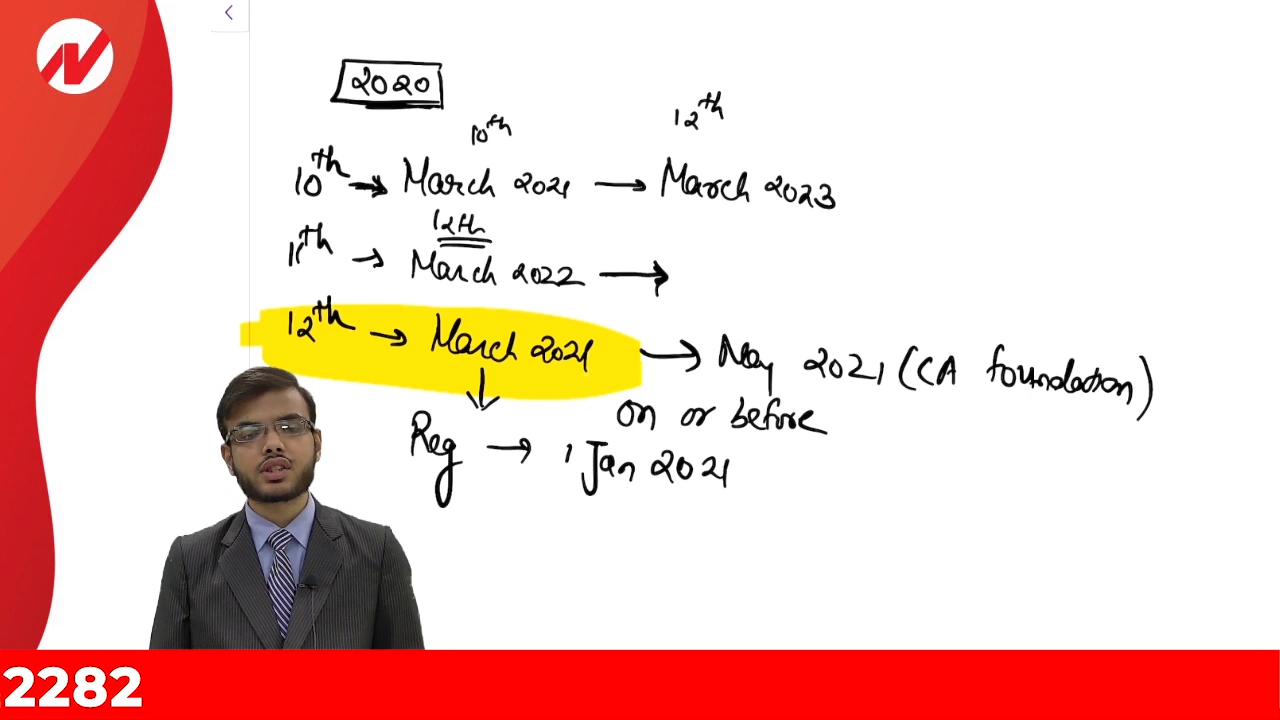 2020
10th 12th
10th → March 2021 → March 2023
12th
11th → March 2022 →
12th → March 2021 → May 2021 (CA foundation)
on or before
Reg → 1 Jan 2021
2282